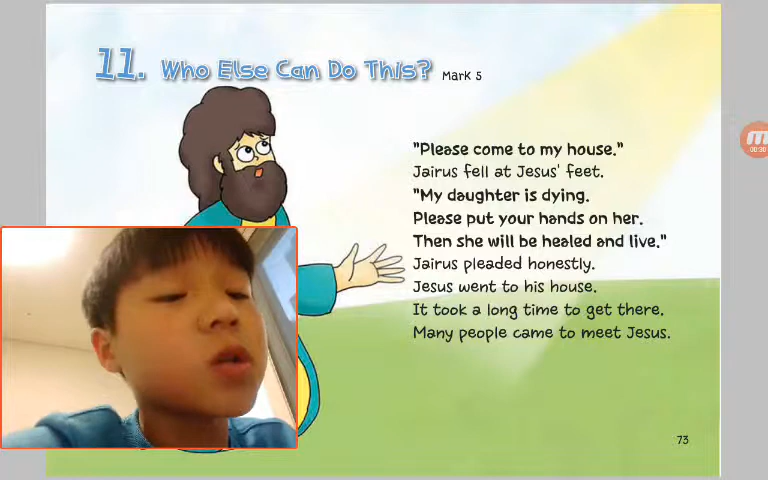 11. Who Else Can Do This? Mark 5
"Please come to my house."
Jairus fell at Jesus' feet.
"My daughter is dying.
Please put your hands on her.
Then she will be healed and live."
Jairus pleaded honestly.
Jesus went to his house.
It took a long time to get there.
Many people came to meet Jesus.
73
M
00:30